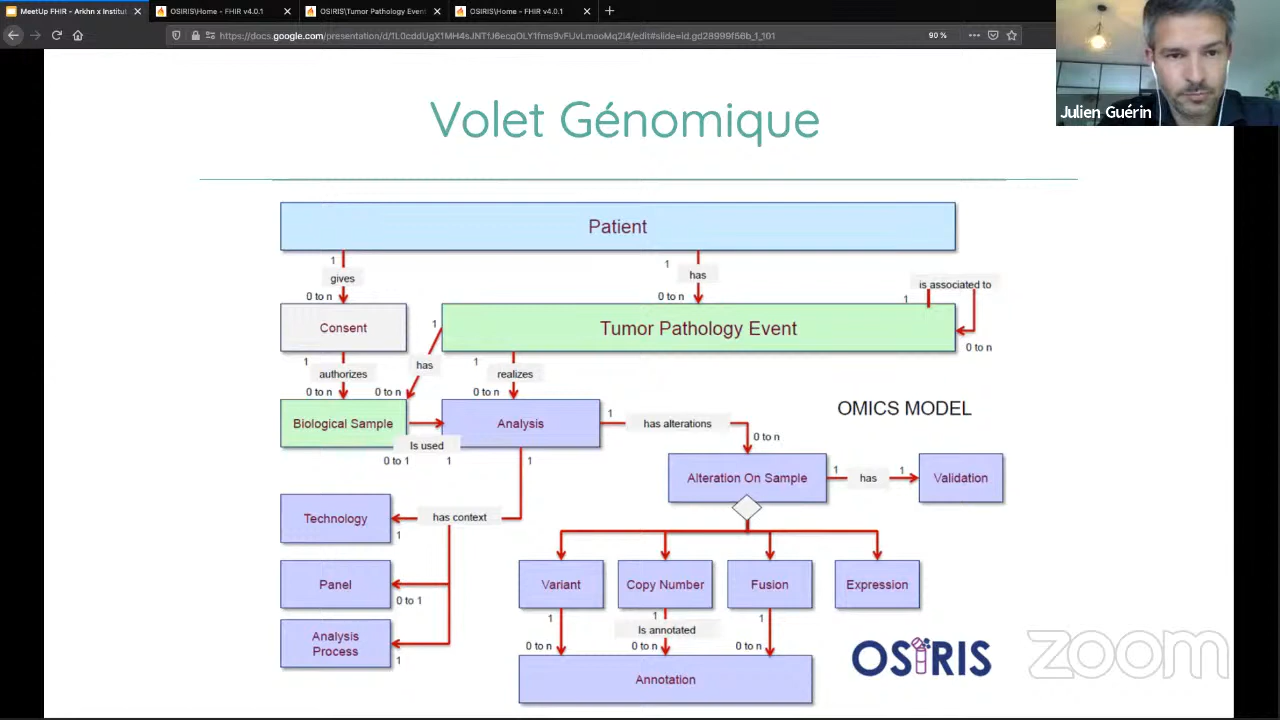 MeetUp FHIR - Arkhn x Institut
OSIRIS\Home - FHIR v4.0.1
OSIRIS\Tumor Pathology Event
OSIRIS\Home - FHIR v4.0.1
90 %
Julien Guérin
Volet Génomique
Patient
1
gives
0 to n
1
has
0 to n
is associated to
1
0 to n
Consent
1
Tumor Pathology Event
1
authorizes
0 to n
has
0 to n
1
realizes
0 to n
Biological Sample
Is used
0 to 1
1
Analysis
1
has alterations
0 to n
OMICS MODEL
1
Alteration On Sample
1
has
1
Validation
Technology
has context
1
Panel
0 to 1
Analysis
Process
1
Variant
Copy Number
Fusion
Expression
1
1
1
Is annotated
0 to n
0 to n
0 to n
Annotation
OSIRIS
zoom